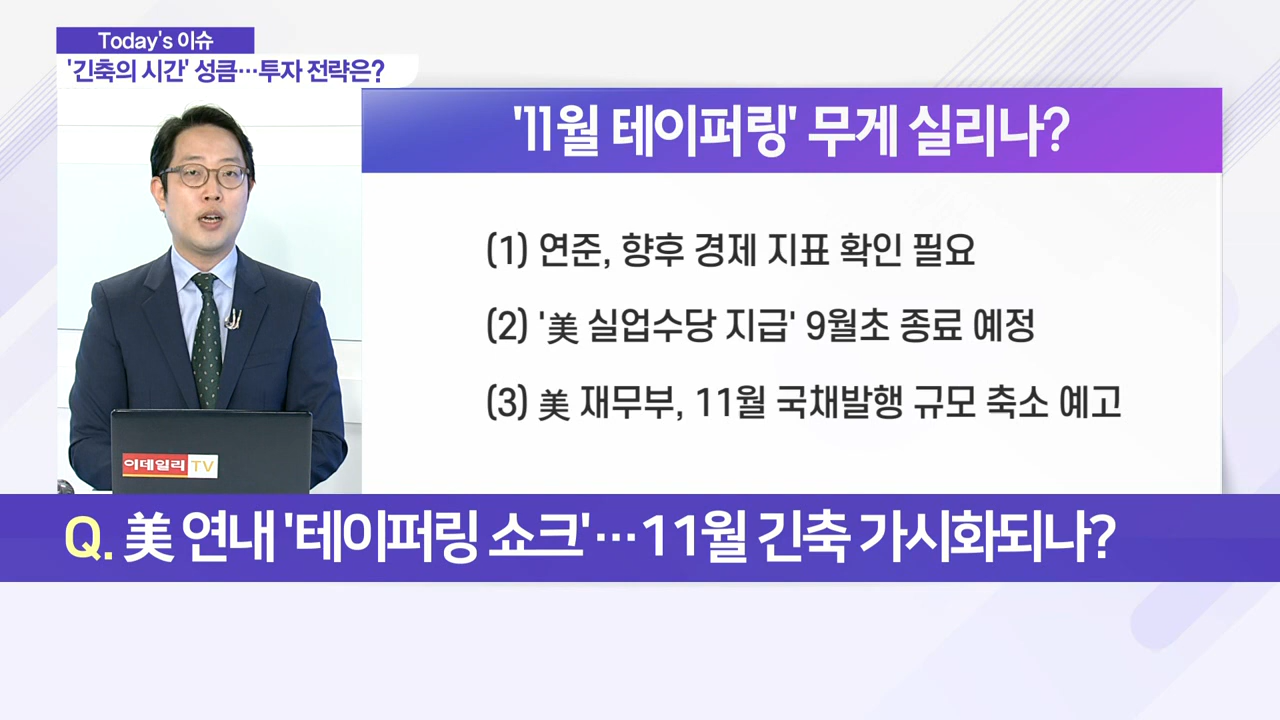 Today's 이슈
'긴축의 시간' 성큼…투자 전략은?
'11월 테이퍼링' 무게 실리나?
(1) 연준, 향후 경제 지표 확인 필요
(2) '美 실업수당 지급' 9월초 종료 예정
(3) 美 재무부, 11월 국채발행 규모 축소 예고
이데일리 TV
Q. 美 연내 '테이퍼링 쇼크'…11월 긴축 가시화되나?